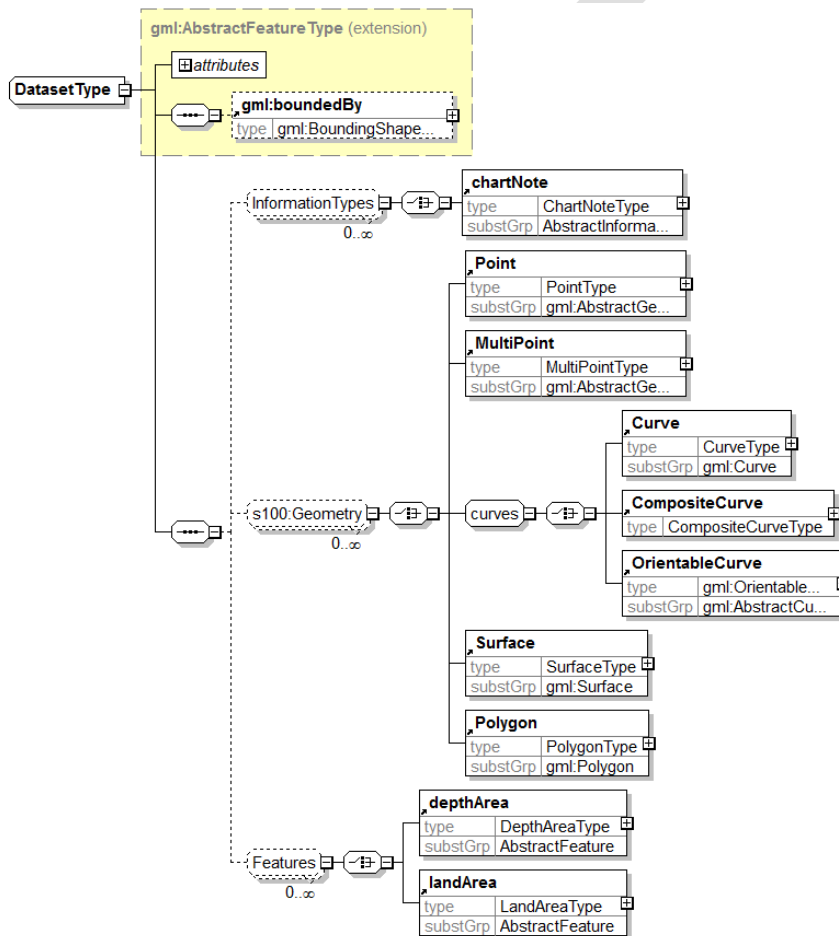 gml:AbstractFeatureType (extension)
attributes
DatasetType
gml:boundedBy
type gml:BoundingShape...
InformationTypes
0..∞
chartNote
type ChartNoteType
substGrp AbstractInforma...
Point
type PointType
substGrp gml:AbstractGe...
MultiPoint
type MultiPointType
substGrp gml:AbstractGe...
Curve
type CurveType
substGrp gml:Curve
s100:Geometry
0..∞
curves
CompositeCurve
type CompositeCurveType
OrientableCurve
type gml:Orientable...
substGrp gml:AbstractCu...
Surface
type SurfaceType
substGrp gml:Surface
Polygon
type PolygonType
substGrp gml:Polygon
Features
0..∞
depthArea
type DepthAreaType
substGrp AbstractFeature
landArea
type LandAreaType
substGrp AbstractFeature